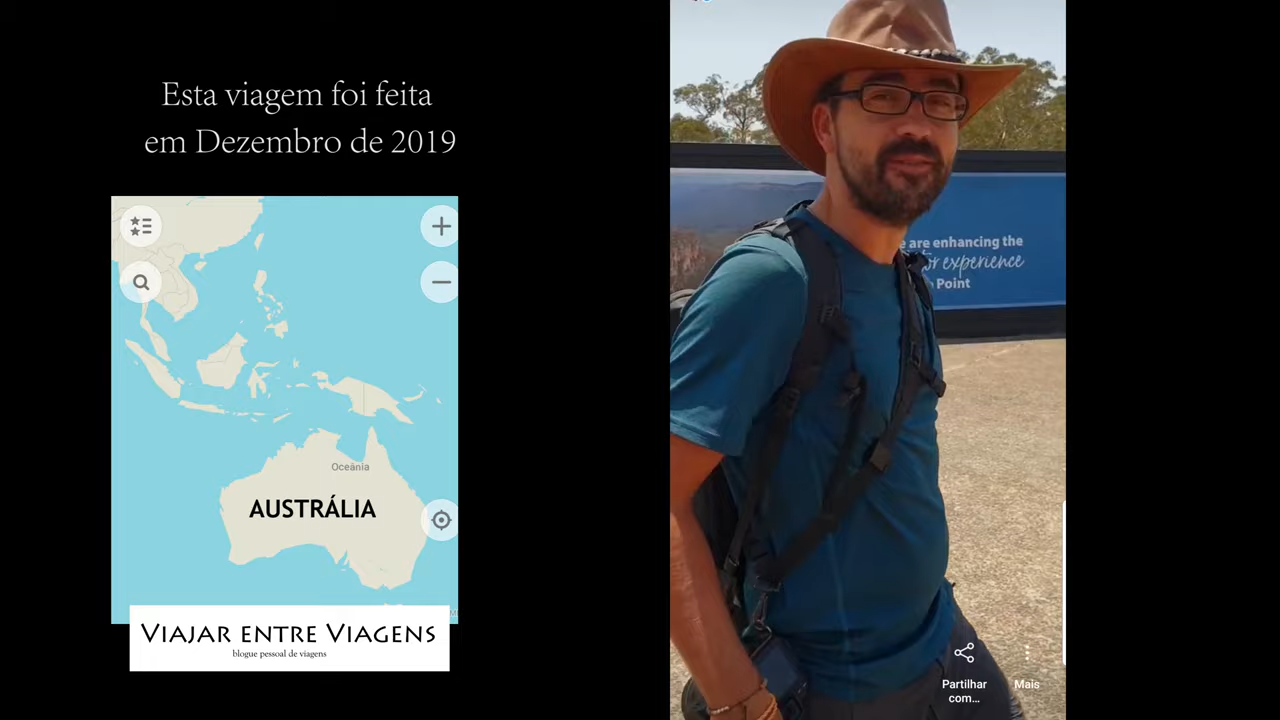 Esta viagem foi feita
em Dezembro de 2019
Oceânia
AUSTRÁLIA
VIAJAR ENTRE VIAGENS
blogue pessoal de viagens
e are enhancing the
or experience
Point
Partilhar
com...
Mais